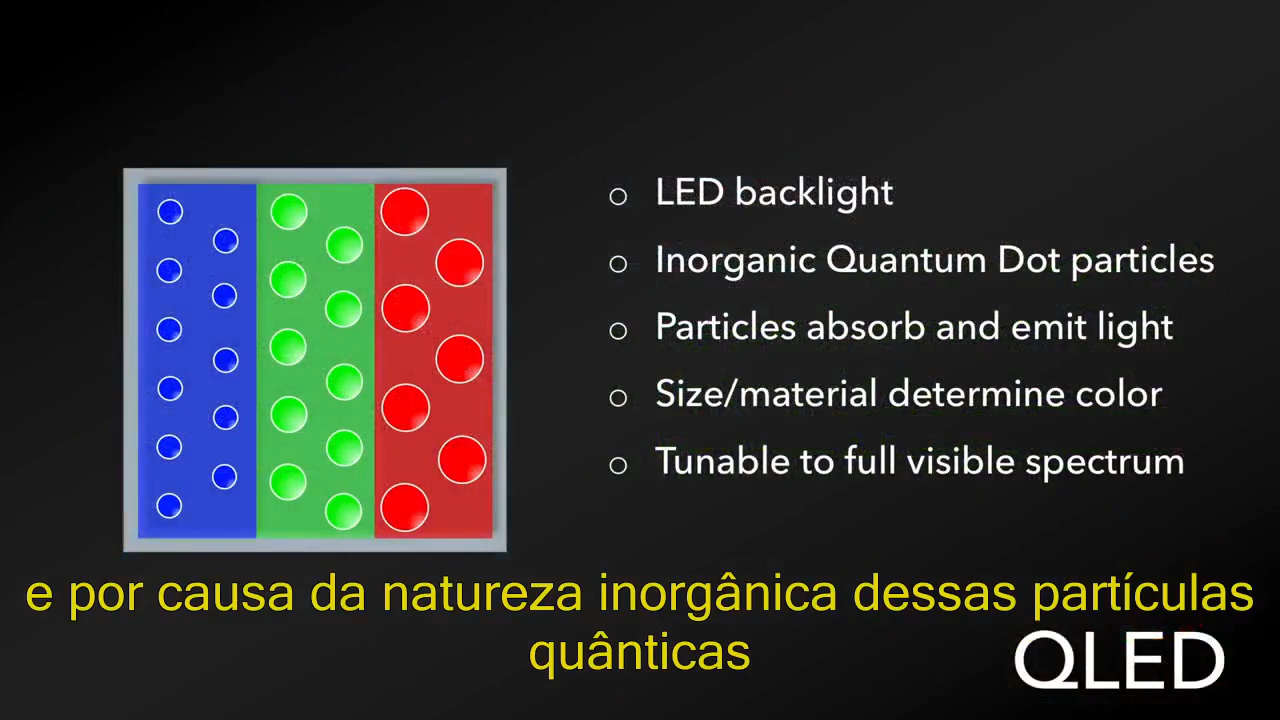 LED backlight
Inorganic Quantum Dot particles
Particles absorb and emit light
Size/material determine color
Tunable to full visible spectrum
e por causa da natureza inorgânica dessas partículas
quânticas
QLED